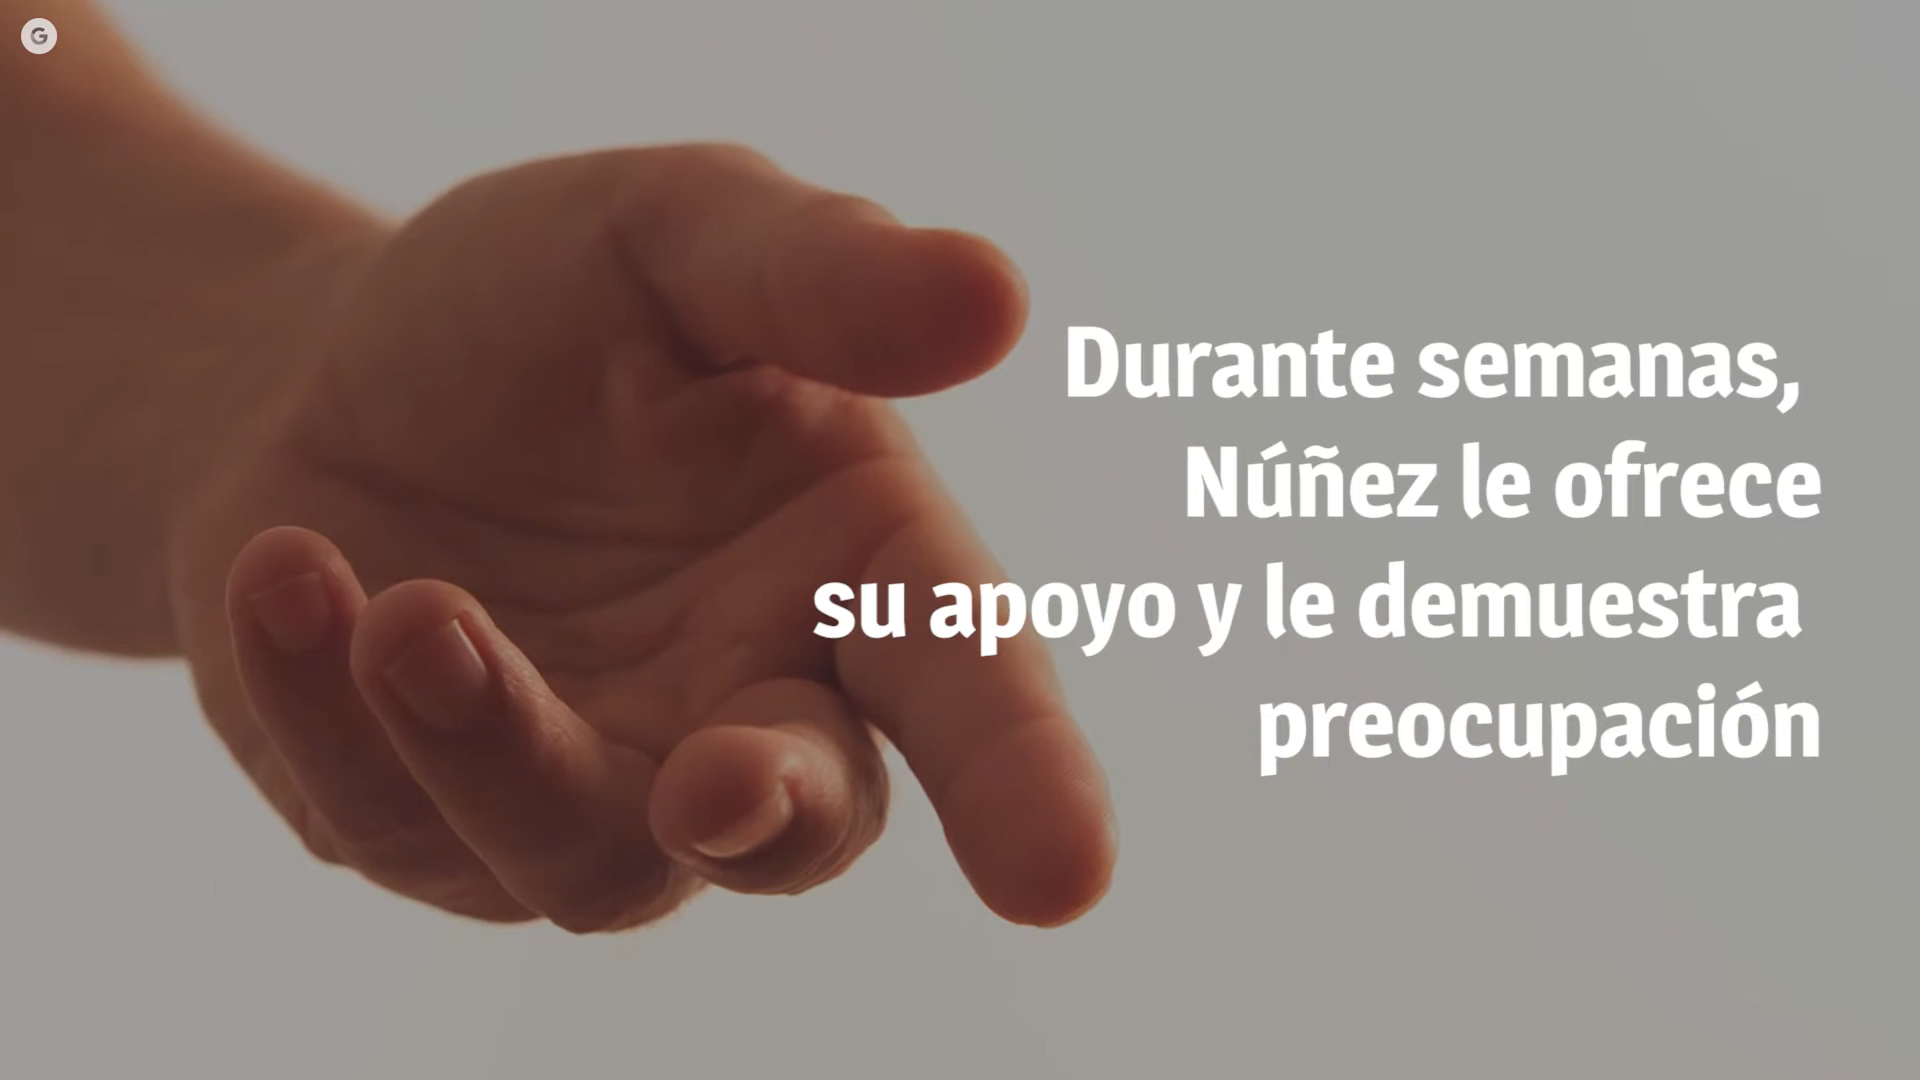 G
Durante semanas,
Núñez le ofrece
su apoyo y le demuestra
preocupación